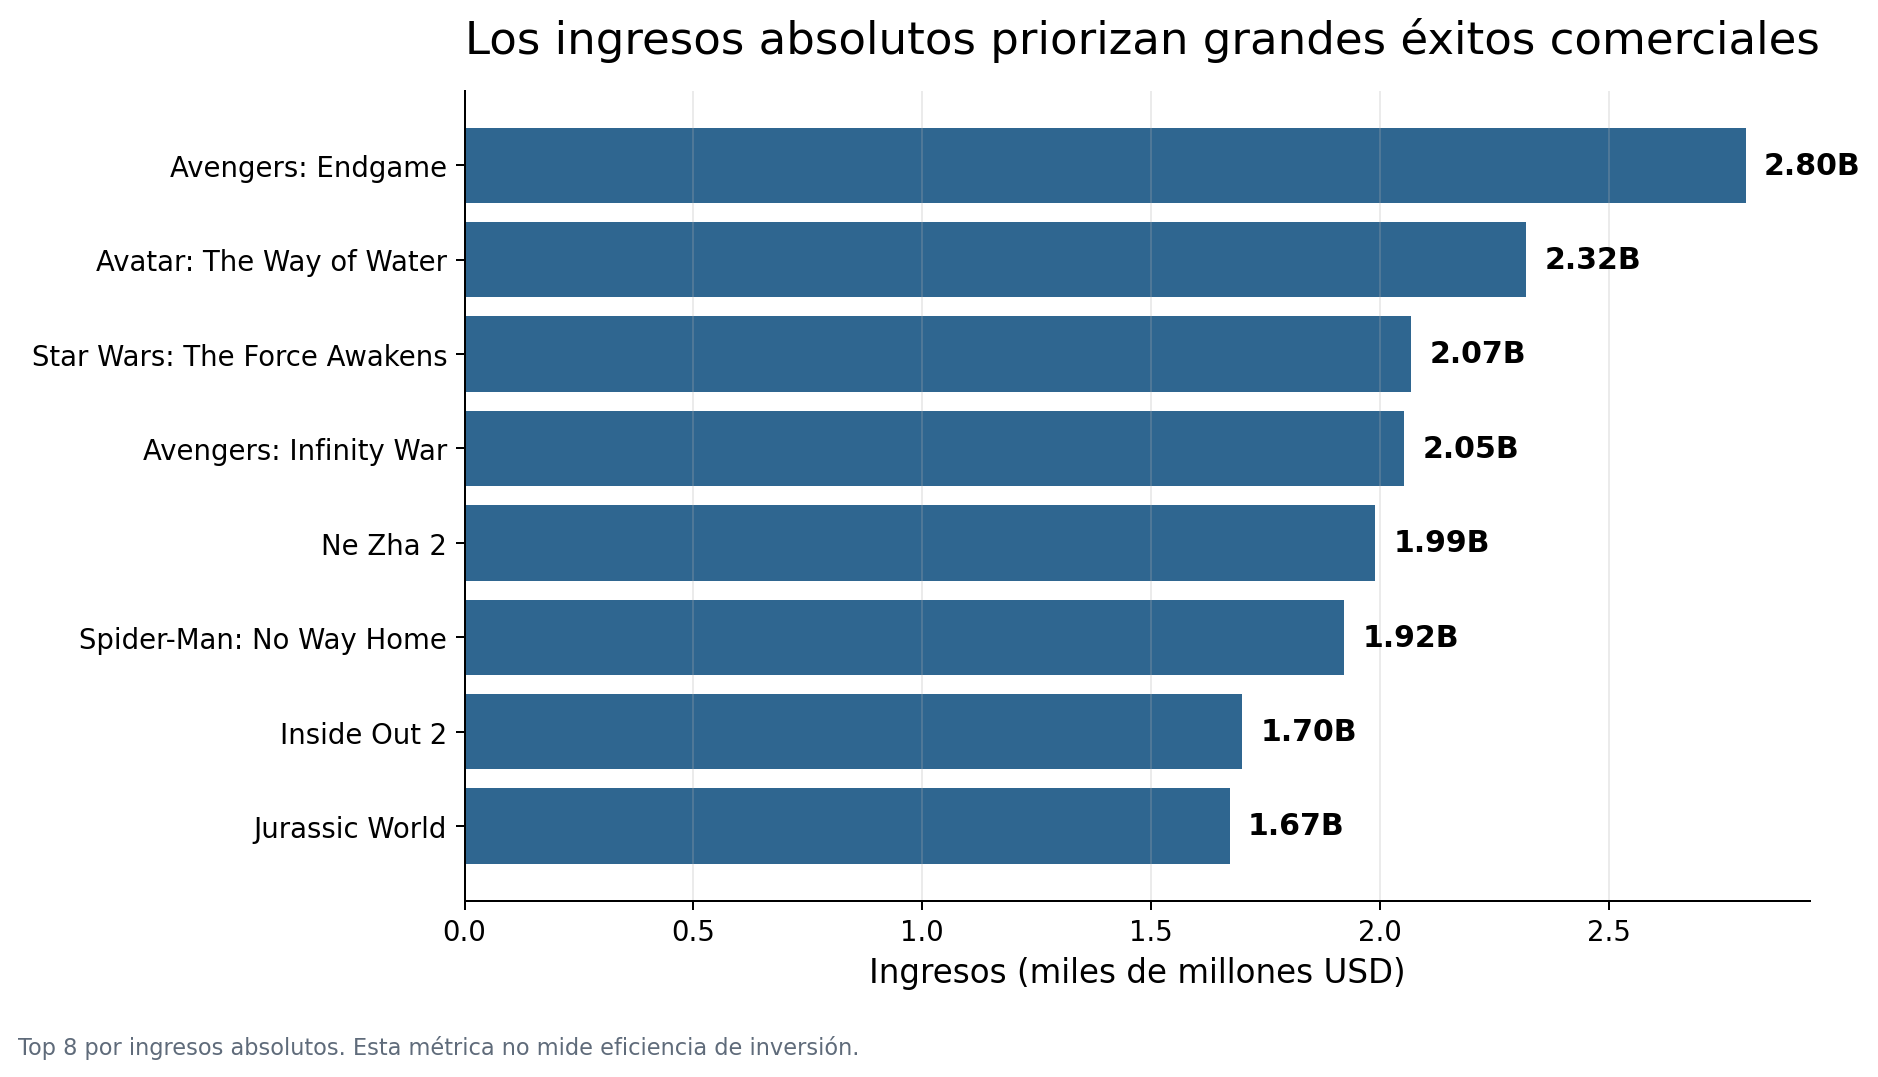 Los ingresos absolutos priorizan grandes éxitos comerciales
Avengers: Endgame 2.80B
Avatar: The Way of Water 2.32B
Star Wars: The Force Awakens 2.07B
Avengers: Infinity War 2.05B
Ne Zha 2 1.99B
Spider-Man: No Way Home 1.92B
Inside Out 2 1.70B
Jurassic World 1.67B
0.0 0.5 1.0 1.5 2.0 2.5
Ingresos (miles de millones USD)
Top 8 por ingresos absolutos. Esta métrica no mide eficiencia de inversión.